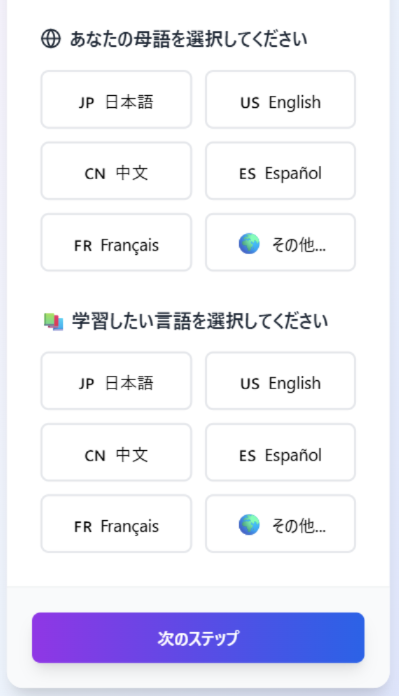 あなたの母語を選択してください
JP 日本語
US English
CN 中文
ES Español
FR Français
その他...
学習したい言語を選択してください
JP 日本語
US English
CN 中文
ES Español
FR Français
その他...
次のステップ